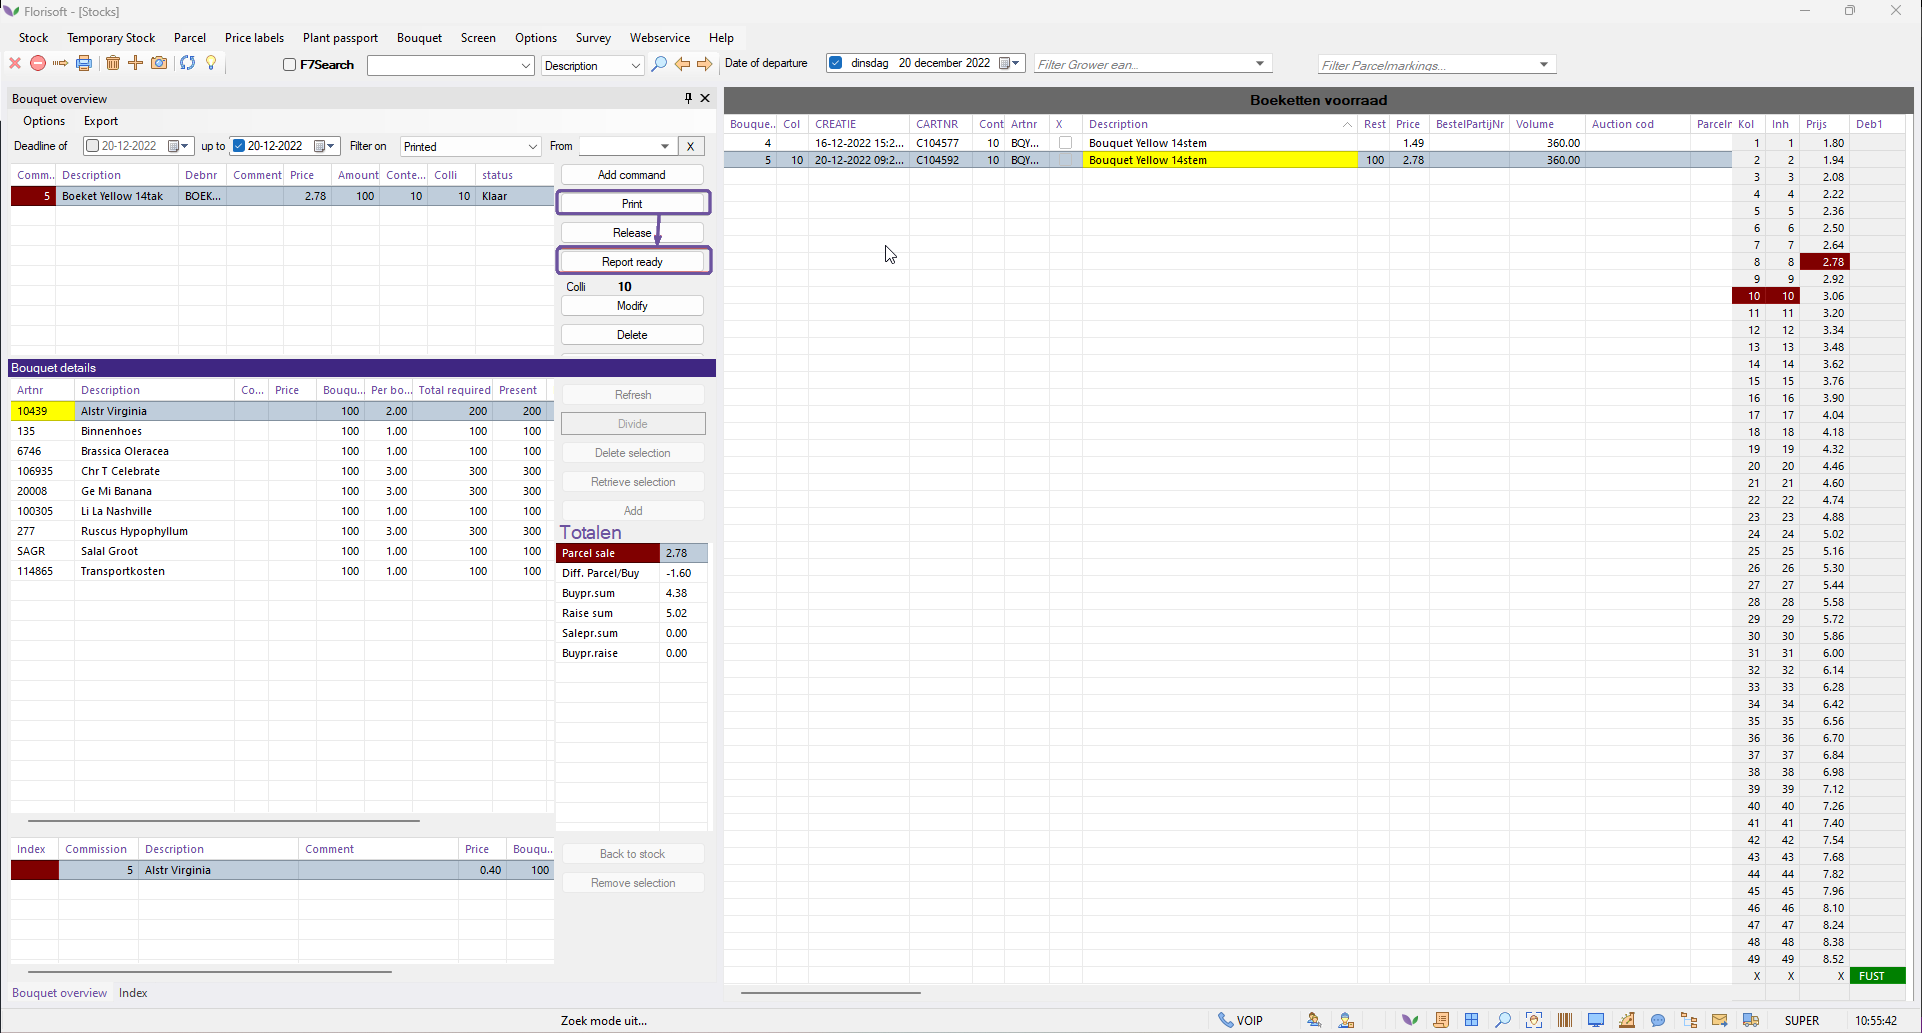 Florisoft - [Stocks]
Stock Temporary Stock Parcel Price labels Plant passport Bouquet Screen Options Survey Webservice Help
F7Search Description Date of departure dinsdag 20 december 2022 Filter Grower ean... Filter Parcelmarkings...
Bouquet overview
Options Export
Deadline of 20-12-2022 up to 20-12-2022 Filter on Printed From X
Comm.. Description Debnr Comment Price Amount Conte... Colli status
5 Boeket Yellow 14tak BOEK... 2.78 100 10 10 Klaar
Add command
Print
Release
Report ready
Colli 10
Modify
Delete
Bouquet details
Artnr Description Co... Price Bouqu... Per bo... Total required Present
10439 Alstr Virginia 100 2.00 200 200
135 Binnenhoes 100 1.00 100 100
6746 Brassica Oleracea 100 1.00 100 100
106935 Chr T Celebrate 100 3.00 300 300
20008 Ge Mi Banana 100 3.00 300 300
100305 Li La Nashville 100 1.00 100 100
277 Ruscus Hypophyllum 100 3.00 300 300
SAGR Salal Groot 100 1.00 100 100
114865 Transportkosten 100 1.00 100 100
Refresh
Divide
Delete selection
Retrieve selection
Add
Totalen
Parcel sale 2.78
Diff. Parcel/Buy -1.60
Buypr.sum 4.38
Raise sum 5.02
Salepr.sum 0.00
Buypr.raise 0.00
Index Commission Description Comment Price Bouqu..
5 Alstr Virginia 0.40 100
Back to stock
Remove selection
Bouquet overview Index
Boeketten voorraad
Bouque.. Col CREATIE CARTNR Cont Artnr X Description Rest Price BestelPartijNr Volume Auction cod Parcelr
4 16-12-2022 15:2... C104577 10 BQY... Bouquet Yellow 14stem 1.49 360.00
5 10 20-12-2022 09:2... C104592 10 BQY... Bouquet Yellow 14stem 100 2.78 360.00
Kol Inh Prijs Deb1
1 1 1.80
2 2 1.94
3 3 2.08
4 4 2.22
5 5 2.36
6 6 2.50
7 7 2.64
8 8 2.78
9 9 2.92
10 10 3.06
11 11 3.20
12 12 3.34
13 13 3.48
14 14 3.62
15 15 3.76
16 16 3.90
17 17 4.04
18 18 4.18
19 19 4.32
20 20 4.46
21 21 4.60
22 22 4.74
23 23 4.88
24 24 5.02
25 25 5.16
26 26 5.30
27 27 5.44
28 28 5.58
29 29 5.72
30 30 5.86
31 31 6.00
32 32 6.14
33 33 6.28
34 34 6.42
35 35 6.56
36 36 6.70
37 37 6.84
38 38 6.98
39 39 7.12
40 40 7.26
41 41 7.40
42 42 7.54
43 43 7.68
44 44 7.82
45 45 7.96
46 46 8.10
47 47 8.24
48 48 8.38
49 49 8.52
X X X FUST
Zoek mode uit... VOIP SUPER 10:55:42